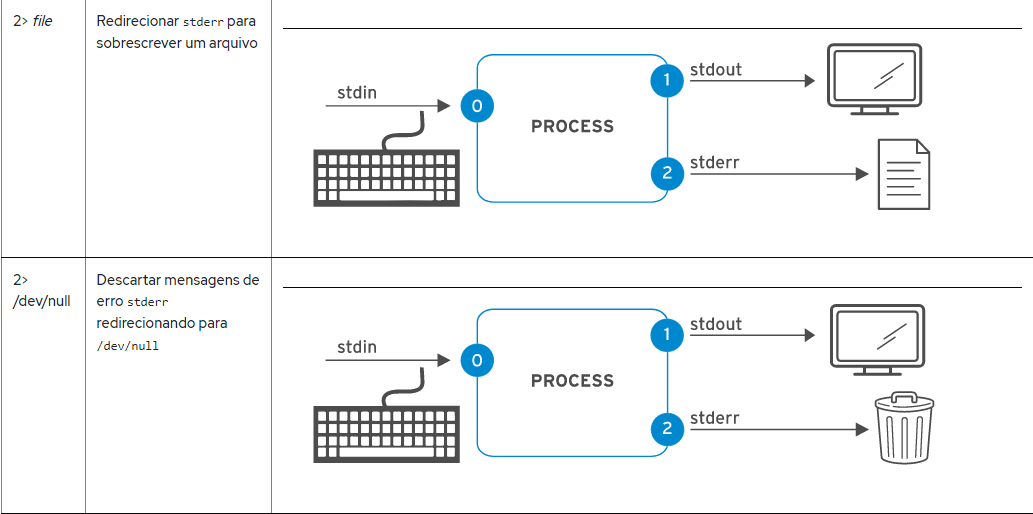 2> file
Redirecionar stderr para
sobrescrever um arquivo
stdin
0
PROCESS
1
stdout
2
stderr
2>
/dev/null
Descartar mensagens de
erro stderr
redirecionando para
/dev/null
stdin
0
PROCESS
1
stdout
2
stderr